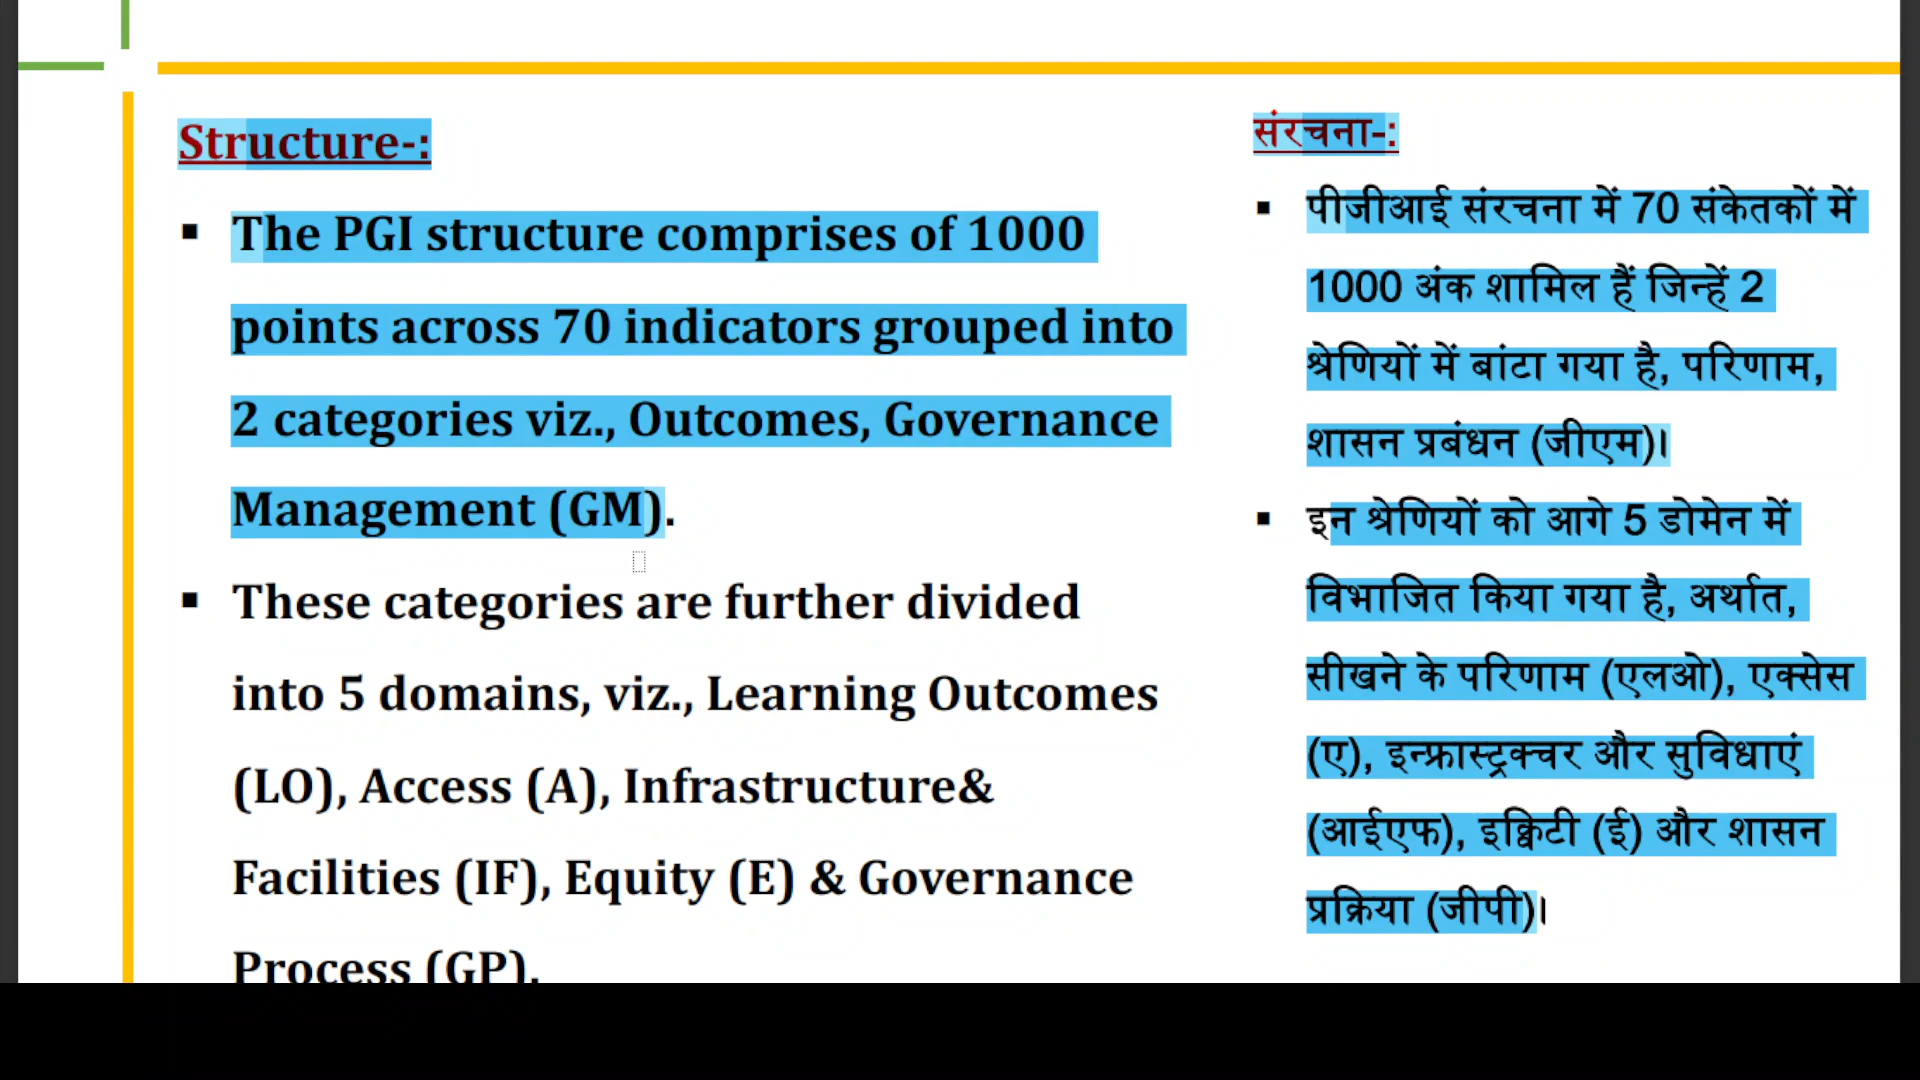 Structure-:
▪ The PGI structure comprises of 1000
points across 70 indicators grouped into
2 categories viz., Outcomes, Governance
Management (GM).
▪ These categories are further divided
into 5 domains, viz., Learning Outcomes
(LO), Access (A), Infrastructure&
Facilities (IF), Equity (E) & Governance
Process (GP).
संरचना-:
▪ पीजीआई संरचना में 70 संकेतकों में
1000 अंक शामिल हैं जिन्हें 2
श्रेणियों में बांटा गया है, परिणाम,
शासन प्रबंधन (जीएम)।
▪ इन श्रेणियों को आगे 5 डोमेन में
विभाजित किया गया है, अर्थात,
सीखने के परिणाम (एलओ), एक्सेस
(ए), इन्फ्रास्ट्रक्चर और सुविधाएं
(आईएफ), इक्विटी (ई) और शासन
प्रक्रिया (जीपी)।